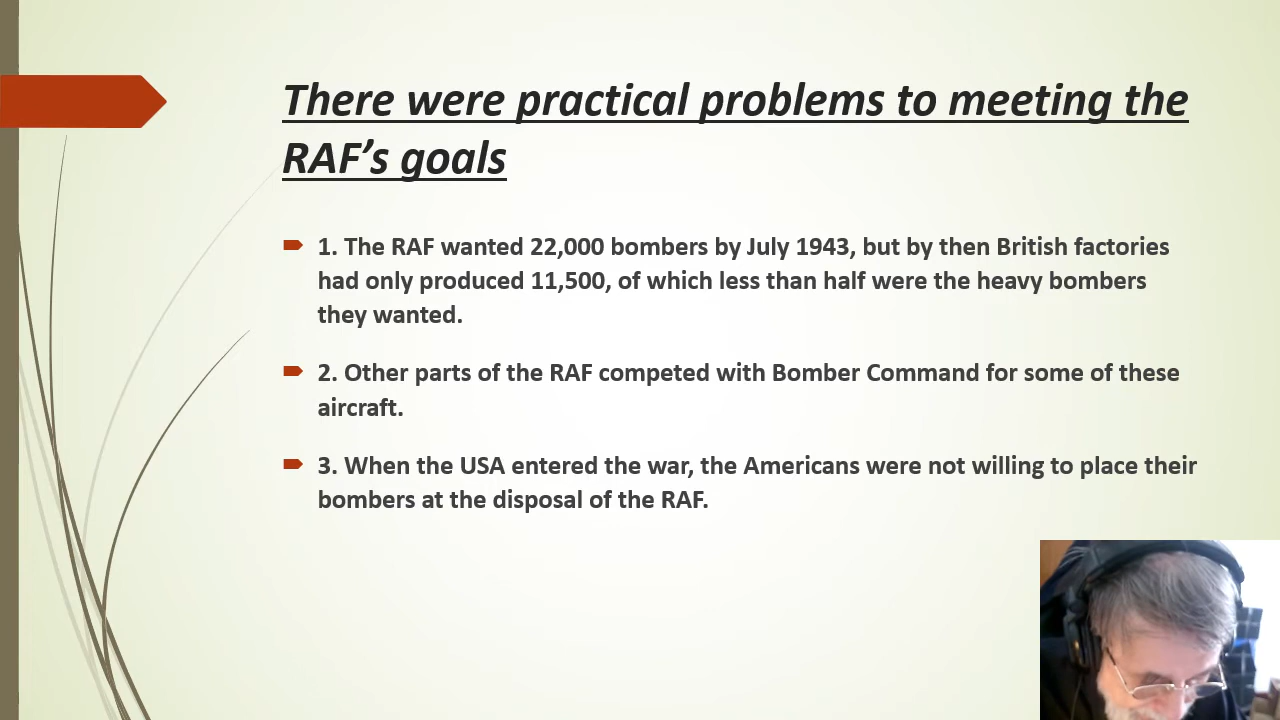 There were practical problems to meeting the
RAF’s goals
1. The RAF wanted 22,000 bombers by July 1943, but by then British factories
had only produced 11,500, of which less than half were the heavy bombers
they wanted.
2. Other parts of the RAF competed with Bomber Command for some of these
aircraft.
3. When the USA entered the war, the Americans were not willing to place their
bombers at the disposal of the RAF.